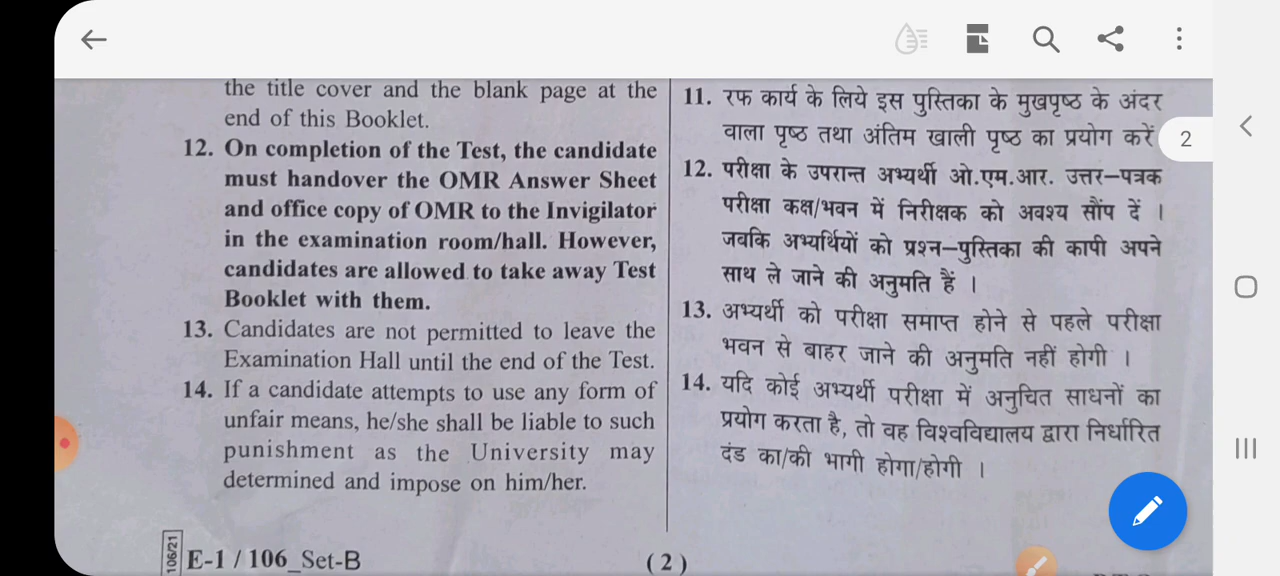 the title cover and the blank page at the
end of this Booklet.
12. On completion of the Test, the candidate
must handover the OMR Answer Sheet
and office copy of OMR to the Invigilator
in the examination room/hall. However,
candidates are allowed to take away Test
Booklet with them.
13. Candidates are not permitted to leave the
Examination Hall until the end of the Test.
14. If a candidate attempts to use any form of
unfair means, he/she shall be liable to such
punishment as the University may
determined and impose on him/her.
11. रफ कार्य के लिये इस पुस्तिका के मुखपृष्ठ के अंदर
वाला पृष्ठ तथा अंतिम खाली पृष्ठ का प्रयोग करें
2
12. परीक्षा के उपरान्त अभ्यर्थी ओ.एम.आर. उत्तर–पत्रक
परीक्षा कक्ष/भवन में निरीक्षक को अवश्य सौंप दें ।
जबकि अभ्यर्थियों को प्रश्न–पुस्तिका की कापी अपने
साथ ले जाने की अनुमति हैं ।
13. अभ्यर्थी को परीक्षा समाप्त होने से पहले परीक्षा
भवन से बाहर जाने की अनुमति नहीं होगी ।
14. यदि कोई अभ्यर्थी परीक्षा में अनुचित साधनों का
प्रयोग करता है, तो वह विश्वविद्यालय द्वारा निर्धारित
दंड का/की भागी होगा/होगी ।
106/21
E-1 / 106_Set-B
( 2 )